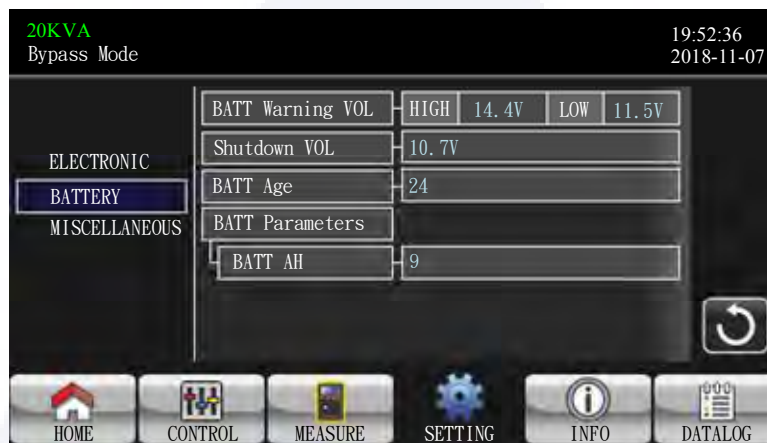 20KVA 19:52:36
Bypass Mode 2018-11-07
BATT Warning VOL HIGH 14.4V LOW 11.5V
Shutdown VOL 10.7V
ELECTRONIC
BATT Age 24
BATTERY
BATT Parameters
MISCELLANEOUS
BATT AH 9
HOME CONTROL MEASURE SETTING INFO DATALOG